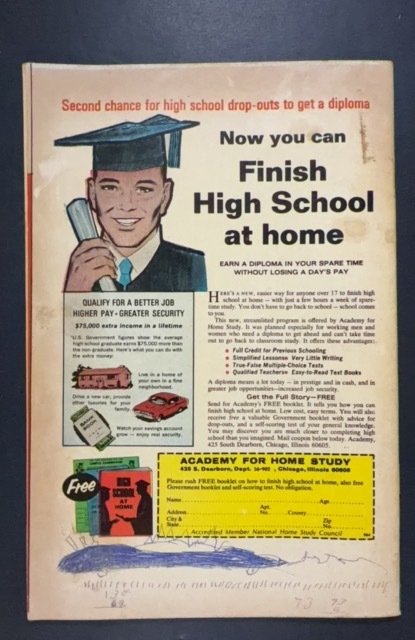 Second chance for high school drop-outs to get a diploma
Now you can
Finish
High School
at home
EARN A DIPLOMA IN YOUR SPARE TIME
WITHOUT LOSING A DAY'S PAY
QUALIFY FOR A BETTER JOB
HIGHER PAY - GREATER SECURITY
$75,000 extra income in a lifetime
"U.S. Government figures show the average
high-school graduate earns $75,000 more than
the non-graduate. Here's what you can do with
the extra money:
Live in a home of
your own in a fine
neighborhood.
Drive a new car, provide
other luxuries for your
family.
BANK
BOOK
Watch your savings account
grow — enjoy real security.
HERE'S A NEW, easier way for anyone over 17 to finish high
school at home — with just a few hours a week of spare-
time study. You don't have to go back to school — school comes
to you.
This new, streamlined program is offered by Academy for
Home Study. It was planned especially for working men and
women who need a diploma to get ahead and can't take time
out to go back to classroom study. It offers these advantages:
Full Credit for Previous Schooling
Simplified Lessons Very Little Writing
True-False Multiple-Choice Tests
Qualified Teachers Easy-to-Read Text Books
A diploma means a lot today — in prestige and in cash, and in
greater job opportunities—increased job security.
Get the Full Story—FREE
Send for Academy's FREE booklet. It tells you how you can
finish high school at home. Low cost, easy terms. You will also
receive free a valuable Government booklet with advice for
drop-outs, and a self-scoring test of your general knowledge.
You may discover you are much closer to completing high
school than you imagined. Mail coupon below today. Academy,
425 South Dearborn, Chicago, Illinois 60605.
Free
HIGH
SCHOOL
AT
HOME
ACADEMY FOR HOME STUDY
425 S. Dearborn, Dept. , Chicago, Illinois 60605
Please rush FREE booklet on how to finish high school at home, also free
Government booklet and self-scoring test. No obligation.
Name Age
Address Apt. No. County
City & State Zip No.
Accredited Member National Home Study Council
73